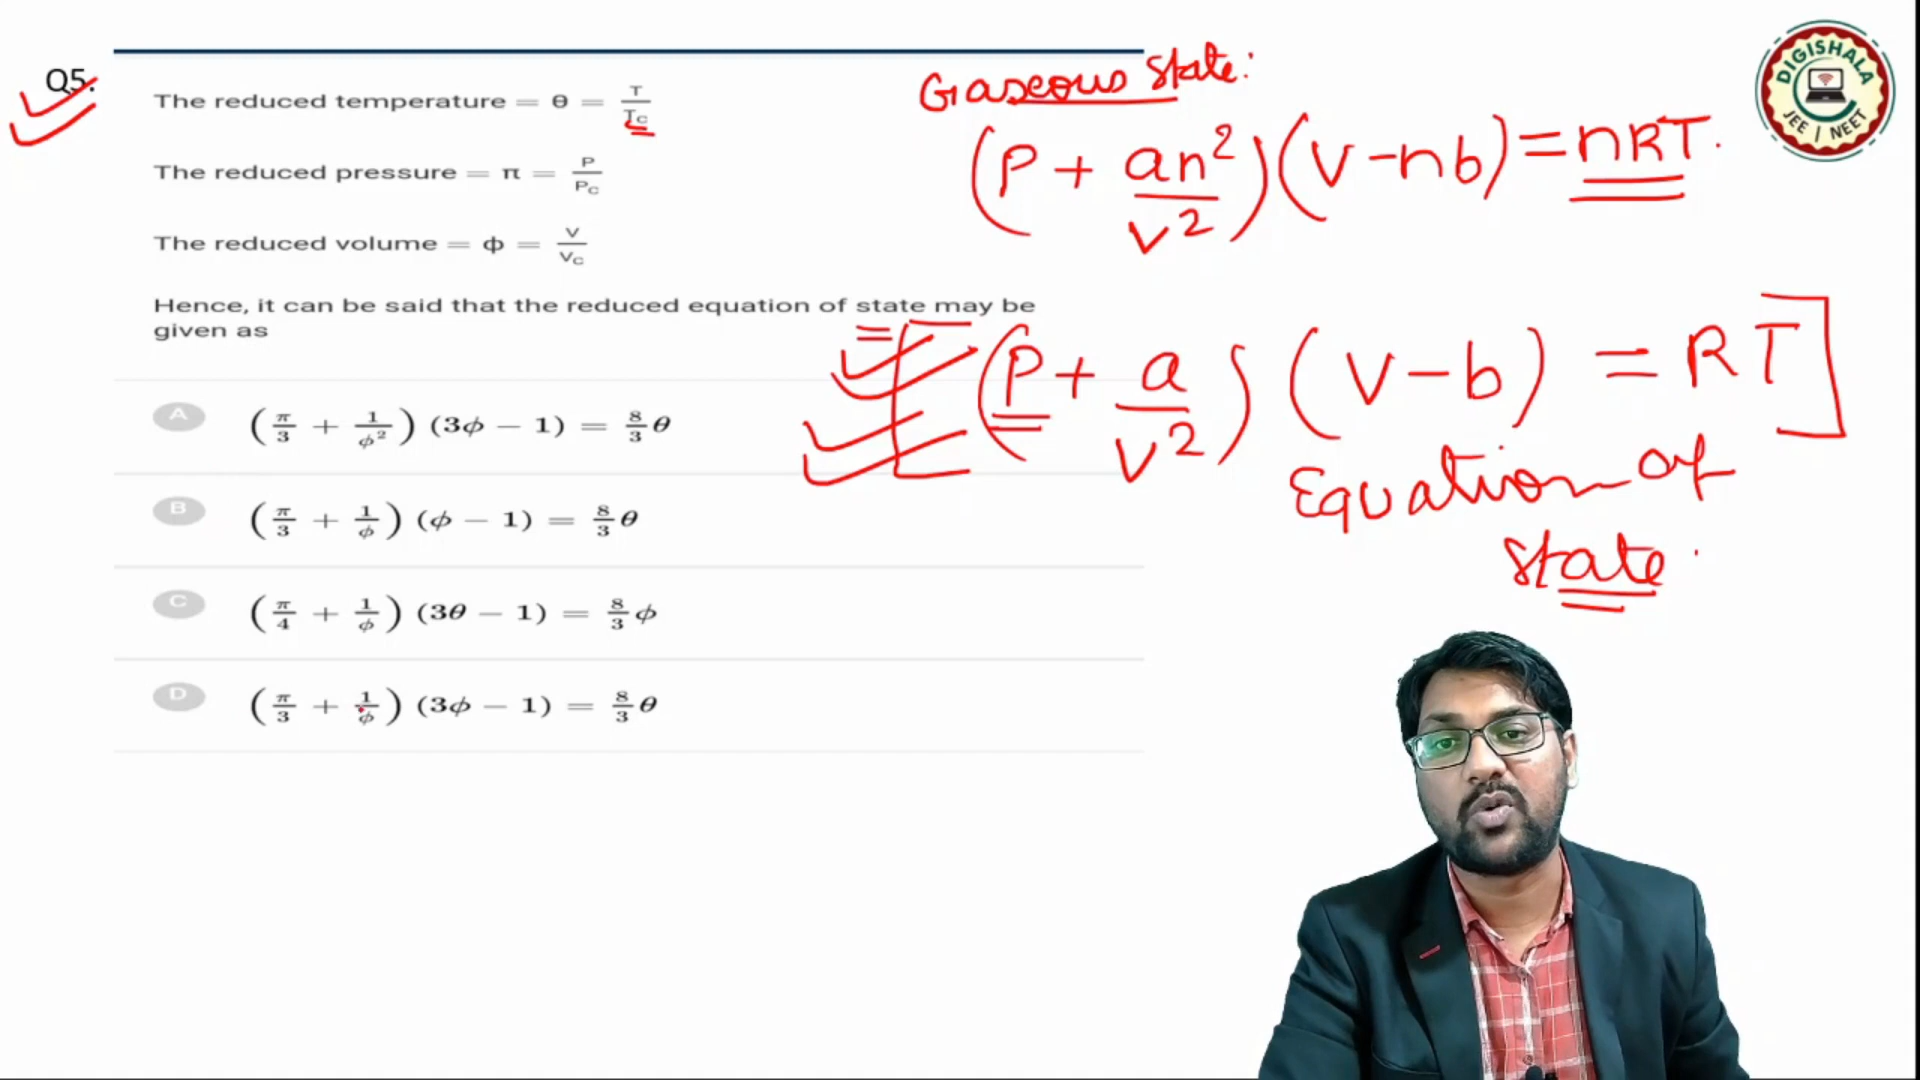 Q5.
The reduced temperature = θ = T/Tc
The reduced pressure = π = P/Pc
The reduced volume = ϕ = V/Vc
Hence, it can be said that the reduced equation of state may be
given as
A (π/3 + 1/ϕ²) (3ϕ − 1) = 8/3 θ
B (π/3 + 1/ϕ) (ϕ − 1) = 8/3 θ
C (π/4 + 1/ϕ) (3θ − 1) = 8/3 ϕ
D (π/3 + 1/ϕ) (3ϕ − 1) = 8/3 θ
Gaseous State:
(P + an²/V²)(V-nb) = nRT.
[(P + a/V²) (V-b) = RT]
Equation of
State.
DIGISHALA
JEE | NEET